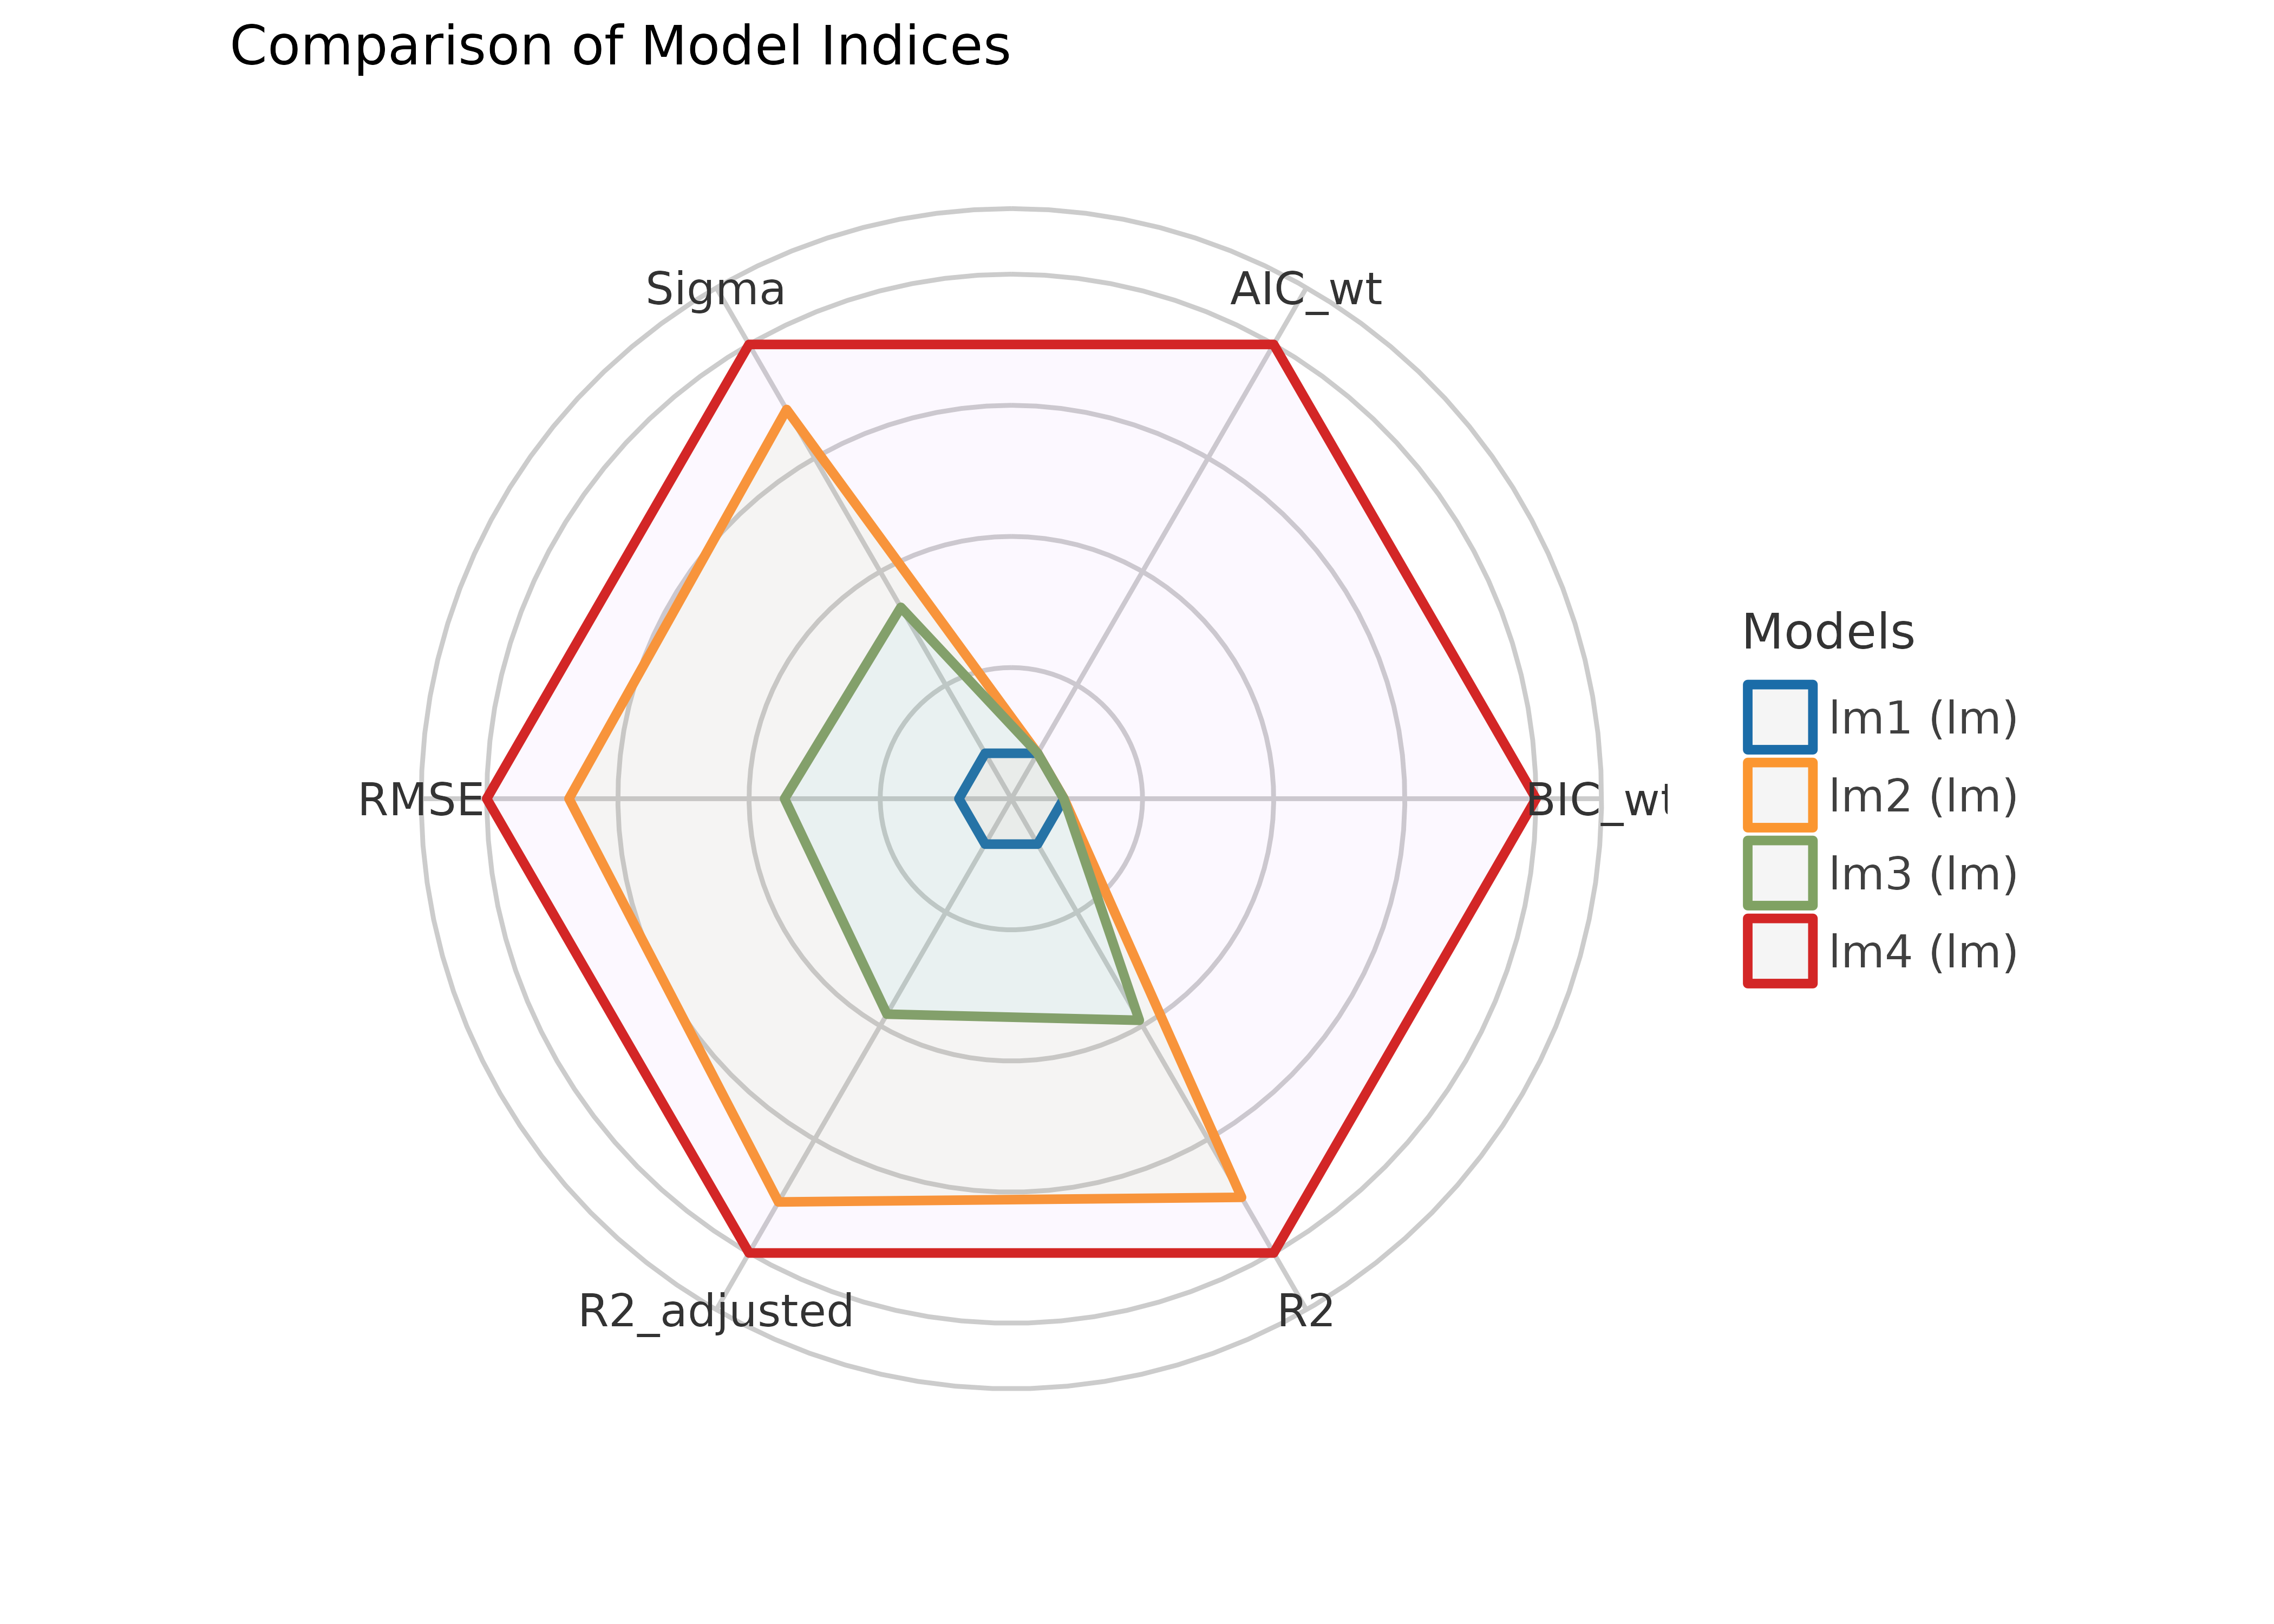 Comparison of Model Indices
Sigma
AIC_wt
RMSE
BIC_wt
R2_adjusted
R2
Models
lm1 (lm)
lm2 (lm)
lm3 (lm)
lm4 (lm)